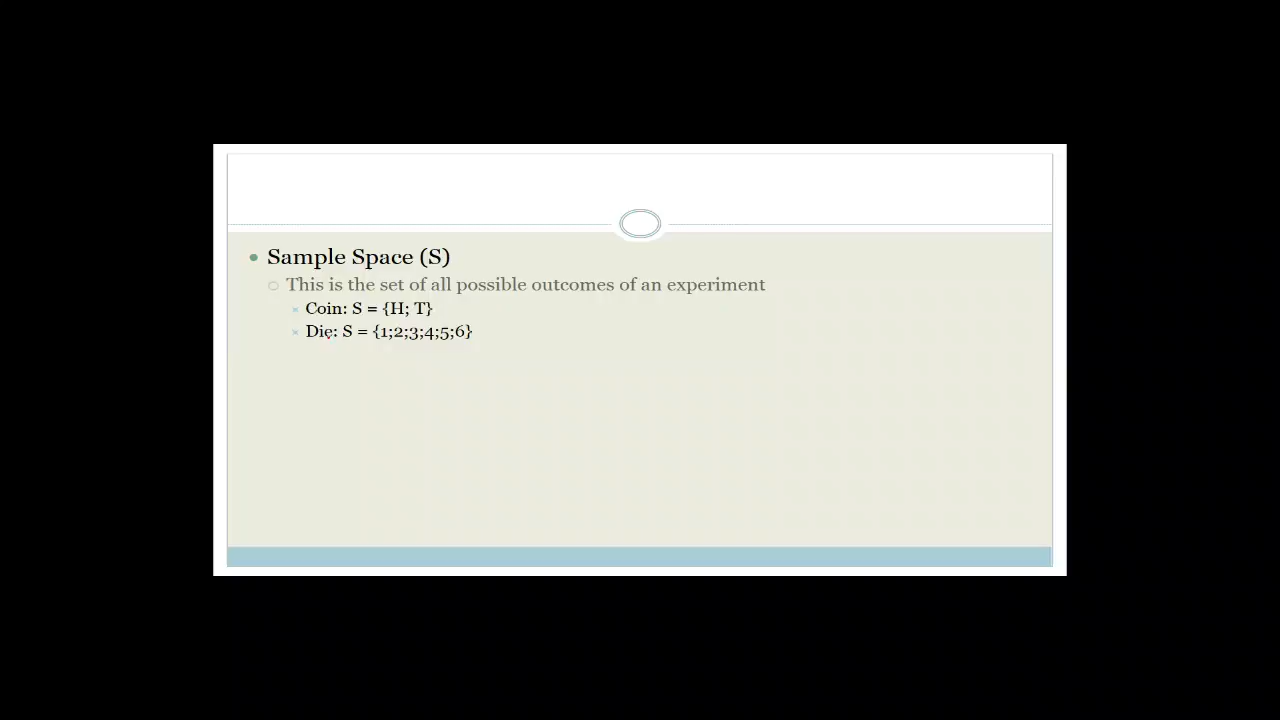 Sample Space (S)
This is the set of all possible outcomes of an experiment
Coin: S = {H; T}
Die: S = {1;2;3;4;5;6}